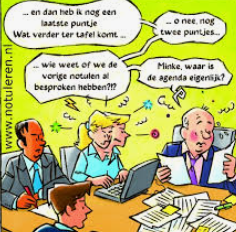 ... en dan heb ik nog een
laatste puntje
Wat verder ter tafel komt ...
... o nee, nog
twee puntjes...
... wie weet of we de
vorige notulen al
besproken hebben?!?
Minke, waar is
de agenda eigenlijk?
www.notuleren.nl